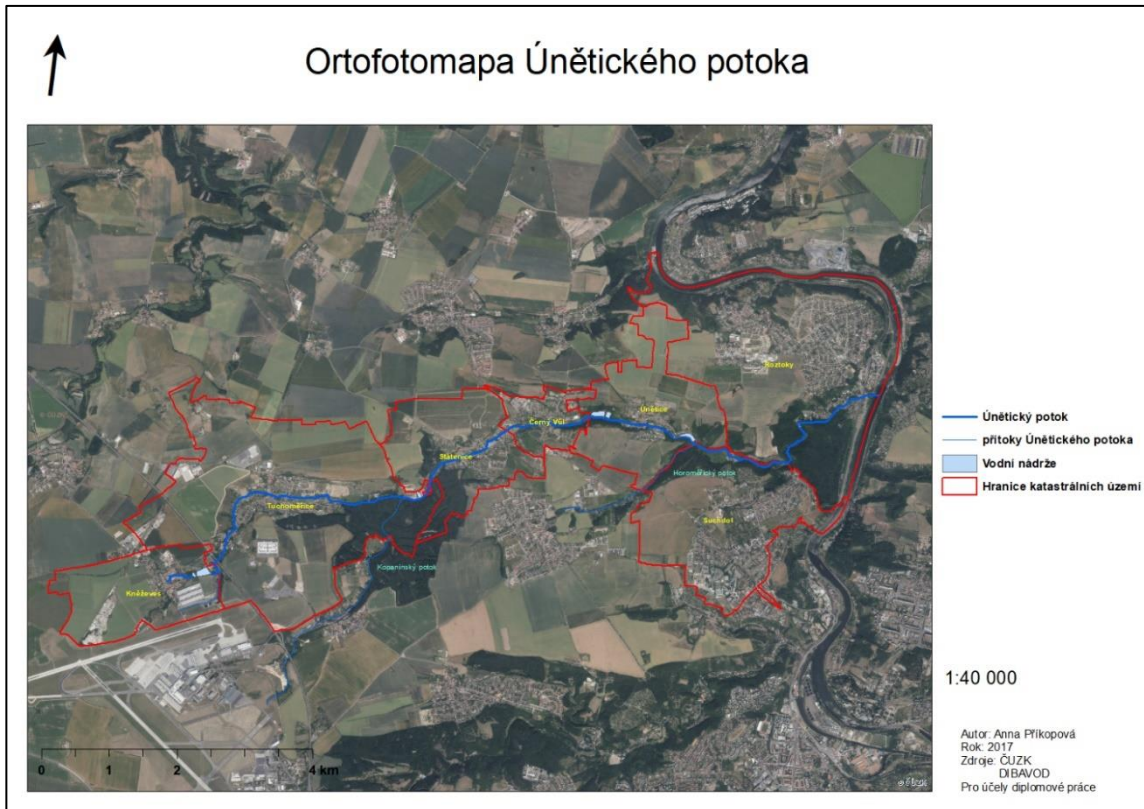 Ortofotomapa Únětického potoka
Roztoky
Únětice
Černý Vůl
Statenice
Horoměřický potok
Tuchoměřice
Suchdol
Kopaninský potok
Kněževes
Únětický potok
přítoky Únětického potoka
Vodní nádrže
Hranice katastrálních území
1:40 000
0 1 2 4 km
Autor: Anna Příkopová
Rok: 2017
Zdroje: ČUZK
DIBAVOD
Pro účely diplomové práce